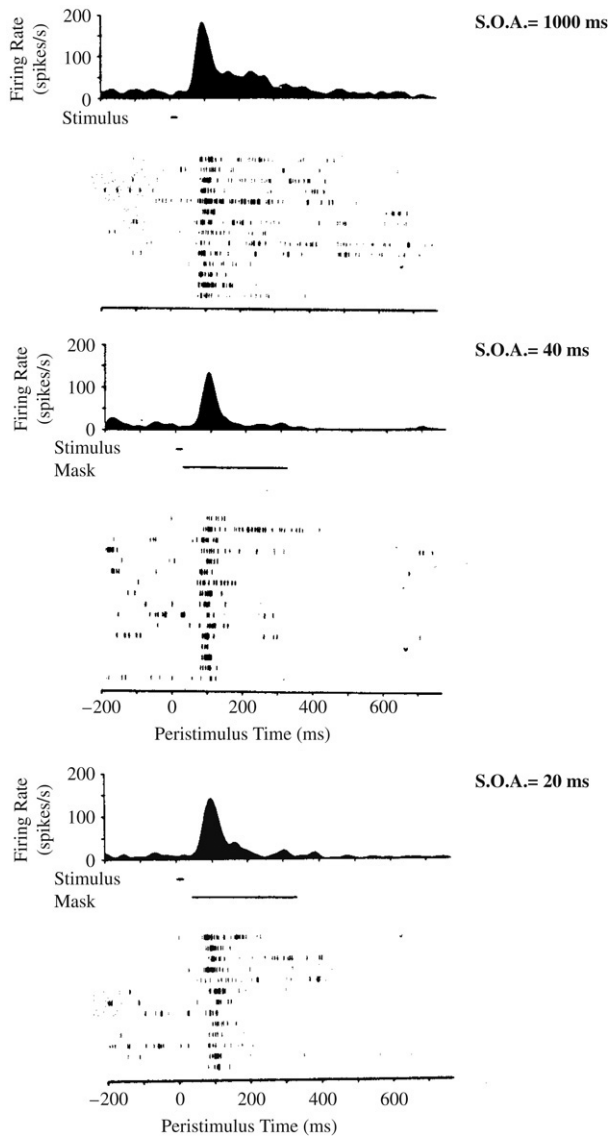 S.O.A.= 1000 ms
Firing Rate
(spikes/s)
200
100
0
Stimulus
S.O.A.= 40 ms
Firing Rate
(spikes/s)
200
100
0
Stimulus
Mask
−200 0 200 400 600
Peristimulus Time (ms)
S.O.A.= 20 ms
Firing Rate
(spikes/s)
200
100
0
Stimulus
Mask
−200 0 200 400 600
Peristimulus Time (ms)